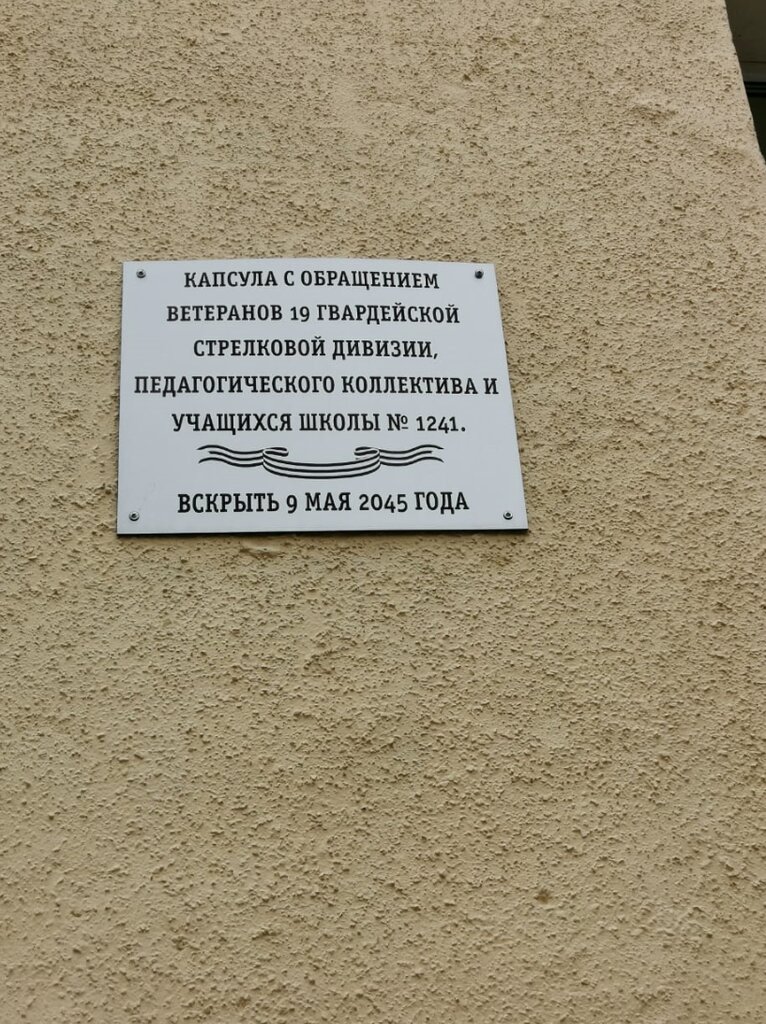 КАПСУЛА С ОБРАЩЕНИЕМ
ВЕТЕРАНОВ 19 ГВАРДЕЙСКОЙ
СТРЕЛКОВОЙ ДИВИЗИИ,
ПЕДАГОГИЧЕСКОГО КОЛЛЕКТИВА И
УЧАЩИХСЯ ШКОЛЫ № 1241.
ВСКРЫТЬ 9 МАЯ 2045 ГОДА